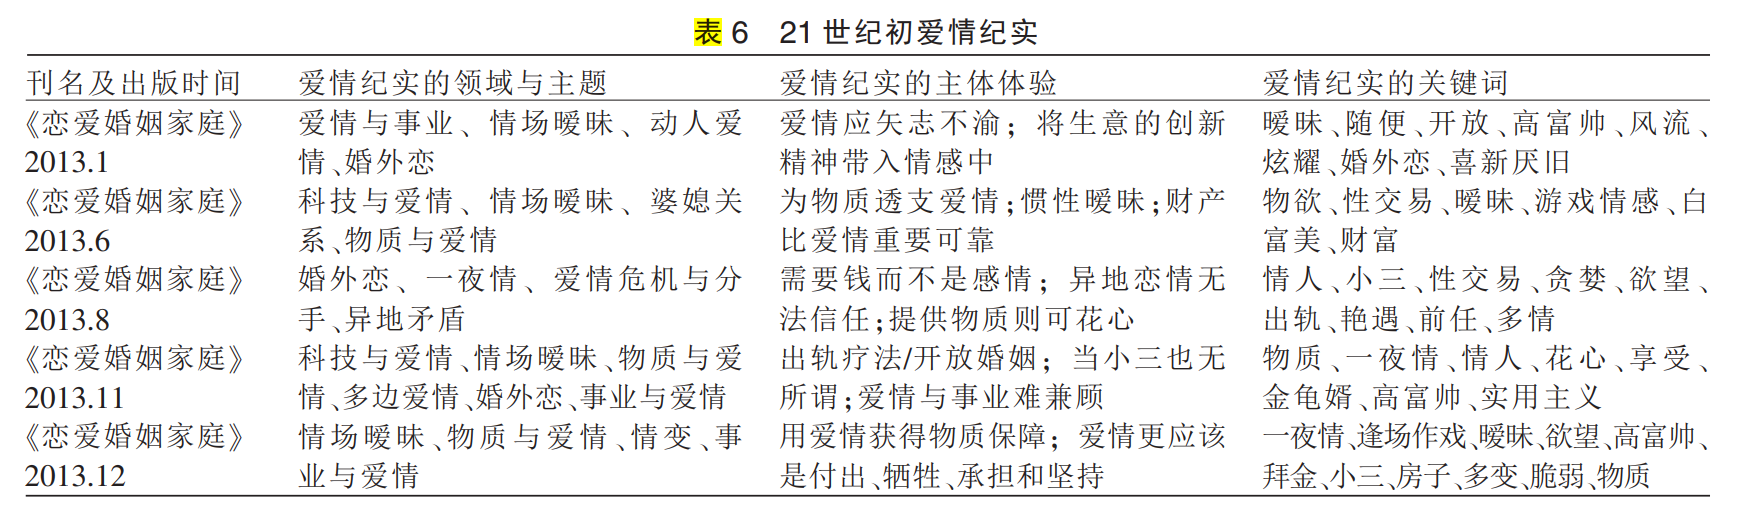 表 6 21 世纪初爱情纪实
刊名及出版时间 爱情纪实的领域与主题 爱情纪实的主体体验 爱情纪实的关键词
《恋爱婚姻家庭》 爱情与事业、情场暧昧、动人爱 爱情应矢志不渝；将生意的创新 暧昧、随便、开放、高富帅、风流、
2013.1 情、婚外恋 精神带入情感中 炫耀、婚外恋、喜新厌旧
《恋爱婚姻家庭》 科技与爱情、情场暧昧、婆媳关 为物质透支爱情;惯性暧昧;财产 物欲、性交易、暧昧、游戏情感、白
2013.6 系、物质与爱情 比爱情重要可靠 富美、财富
《恋爱婚姻家庭》 婚外恋、一夜情、爱情危机与分 需要钱而不是感情；异地恋情无 情人、小三、性交易、贪婪、欲望、
2013.8 手、异地矛盾 法信任;提供物质则可花心 出轨、艳遇、前任、多情
《恋爱婚姻家庭》 科技与爱情、情场暧昧、物质与爱 出轨疗法/开放婚姻；当小三也无 物质、一夜情、情人、花心、享受、
2013.11 情、多边爱情、婚外恋、事业与爱情 所谓;爱情与事业难兼顾 金龟婿、高富帅、实用主义
《恋爱婚姻家庭》 情场暧昧、物质与爱情、情变、事 用爱情获得物质保障；爱情更应该 一夜情、逢场作戏、暧昧、欲望、高富帅、
2013.12 业与爱情 是付出、牺牲、承担和坚持 拜金、小三、房子、多变、脆弱、物质